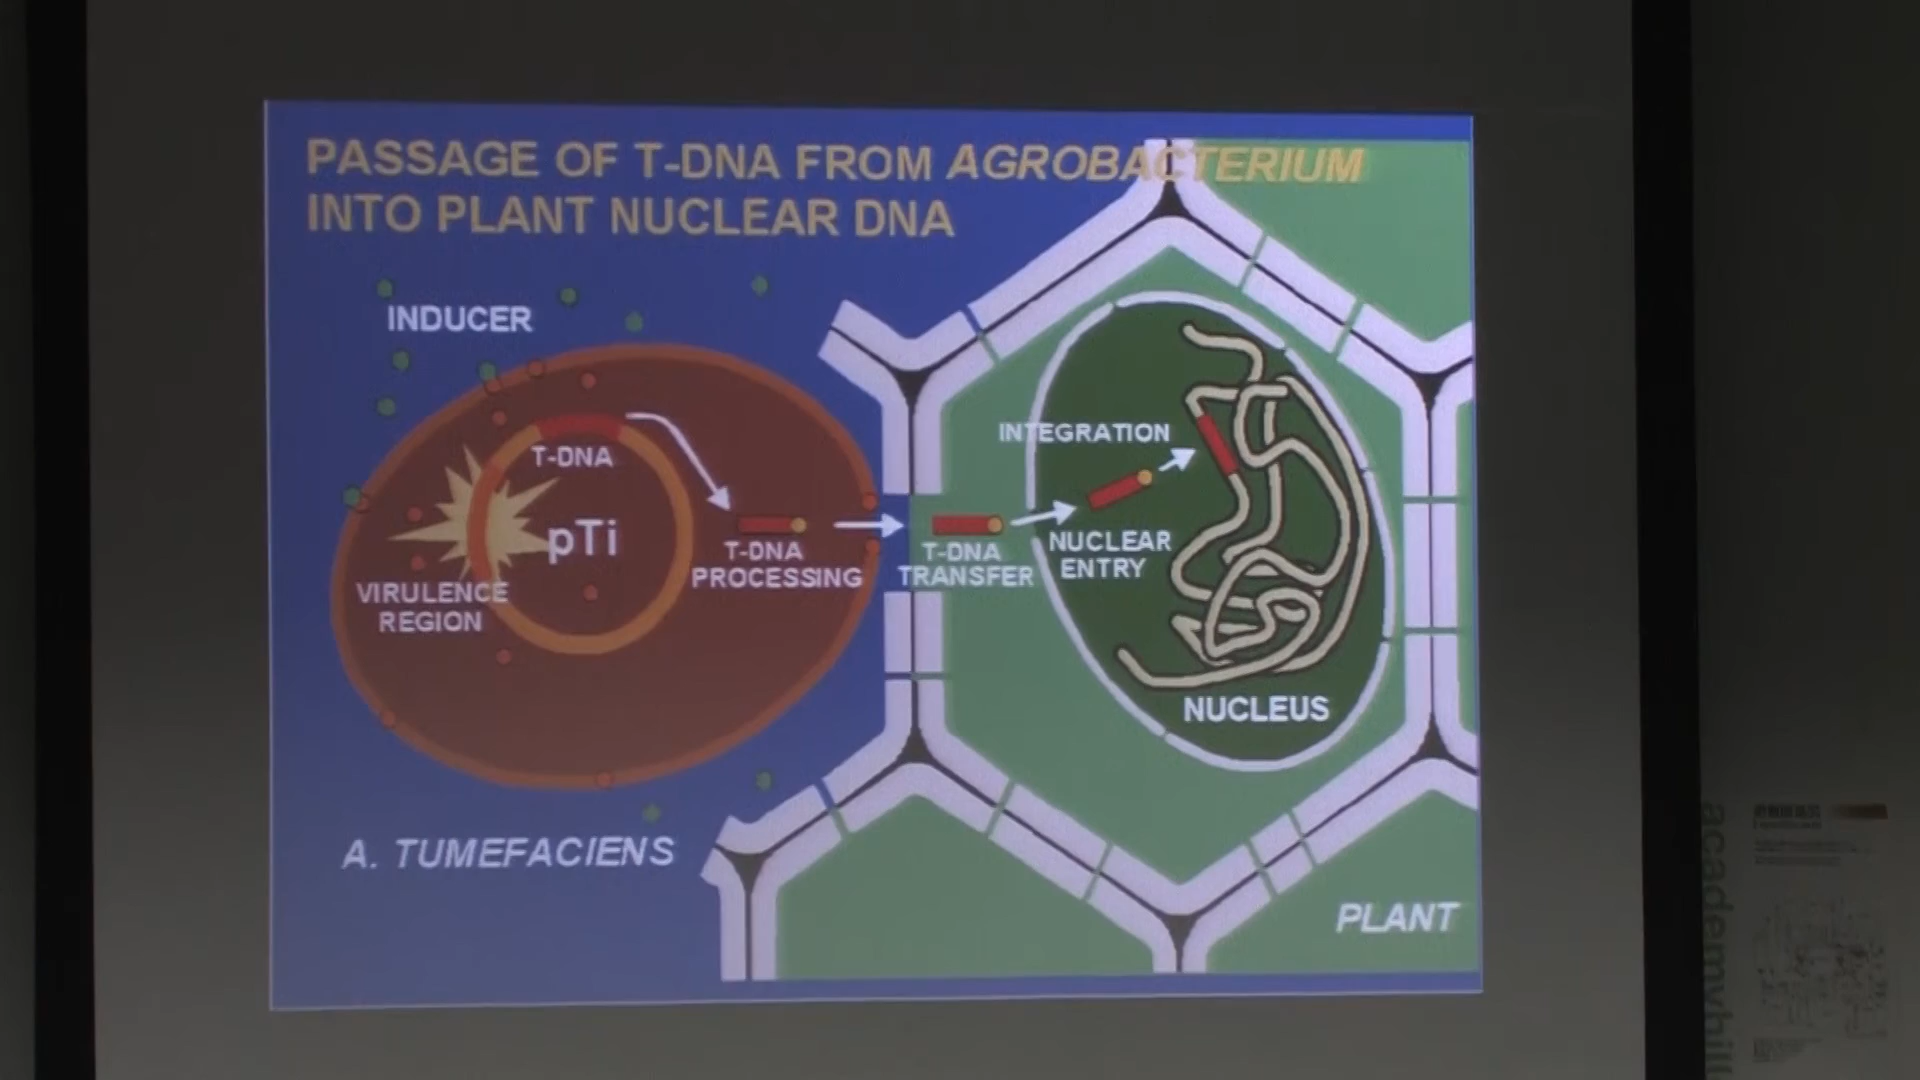 PASSAGE OF T-DNA FROM AGROBACTERIUM
INTO PLANT NUCLEAR DNA
INDUCER
T-DNA
pTi
VIRULENCE
REGION
T-DNA
PROCESSING
T-DNA
TRANSFER
INTEGRATION
NUCLEAR
ENTRY
NUCLEUS
A. TUMEFACIENS
PLANT